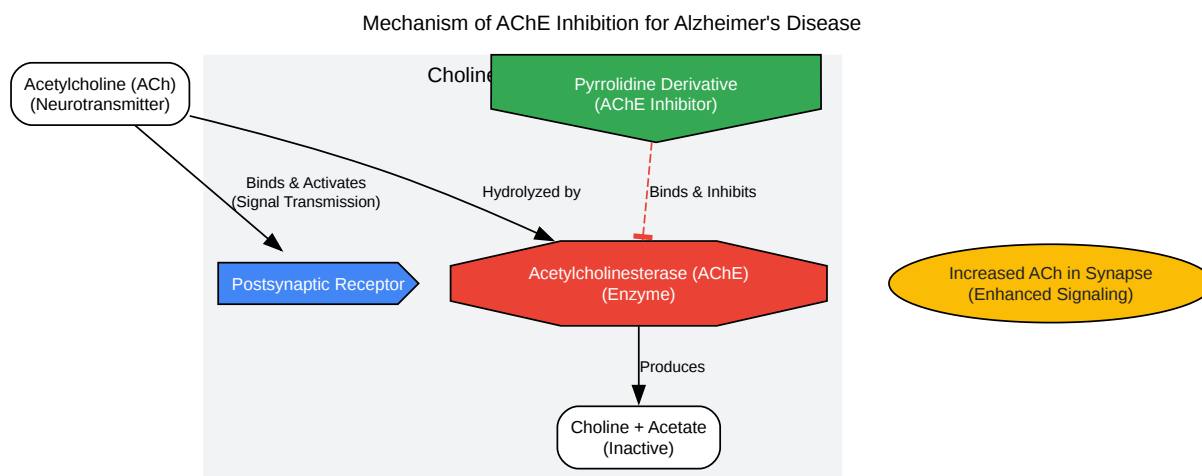 Mechanism of AChE Inhibition for Alzheimer's Disease
Choline
Pyrrolidine Derivative
(AChE Inhibitor)
Acetylcholine (ACh)
(Neurotransmitter)
Binds & Activates
(Signal Transmission)
Hydrolyzed by
Binds & Inhibits
Postsynaptic Receptor
Acetylcholinesterase (AChE)
(Enzyme)
Increased ACh in Synapse
(Enhanced Signaling)
Produces
Choline + Acetate
(Inactive)